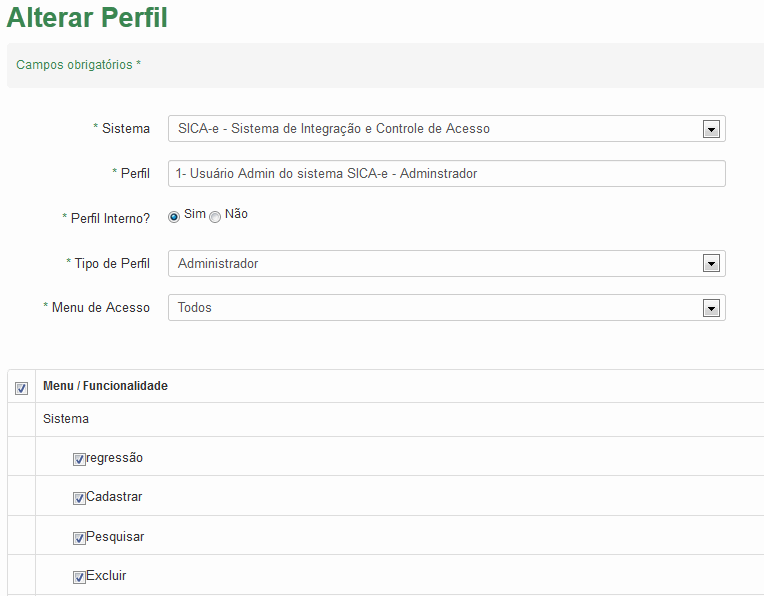 Alterar Perfil
Campos obrigatórios *
* Sistema SICA-e - Sistema de Integração e Controle de Acesso
* Perfil 1- Usuário Admin do sistema SICA-e - Adminstrador
* Perfil Interno? Sim Não
* Tipo de Perfil Administrador
* Menu de Acesso Todos
Menu / Funcionalidade
Sistema
regressão
Cadastrar
Pesquisar
Excluir